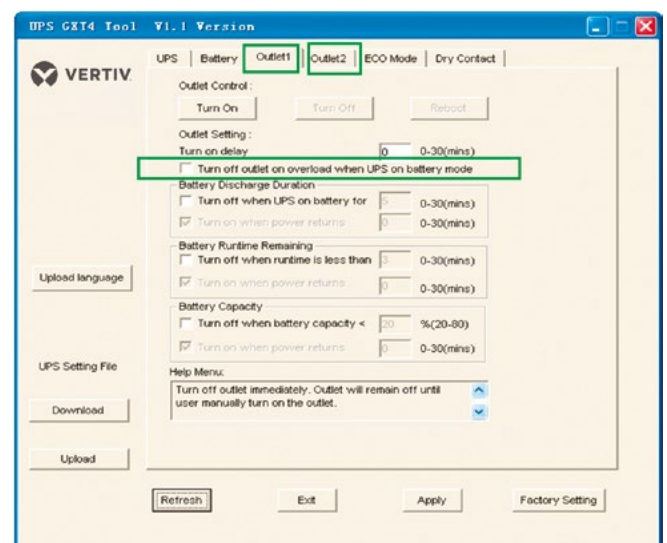 UPS GXT4 Tool V1.1 Version
VERTIV
UPS Battery Outlet1 Outlet2 ECO Mode Dry Contact
Outlet Control :
Turn On Turn Off Reboot
Outlet Setting :
Turn on delay 0 0-30(mins)
Turn off outlet on overload when UPS on battery mode
Battery Discharge Duration
Turn off when UPS on battery for 5 0-30(mins)
Turn on when power returns 0 0-30(mins)
Battery Runtime Remaining
Turn off when runtime is less than 3 0-30(mins)
Turn on when power returns 0 0-30(mins)
Battery Capacity
Turn off when battery capacity < 20 %(20-80)
Turn on when power returns 0 0-30(mins)
Help Menu:
Turn off outlet immediately. Outlet will remain off until
user manually turn on the outlet.
Upload language
UPS Setting File
Download
Upload
Refresh Exit Apply Factory Setting